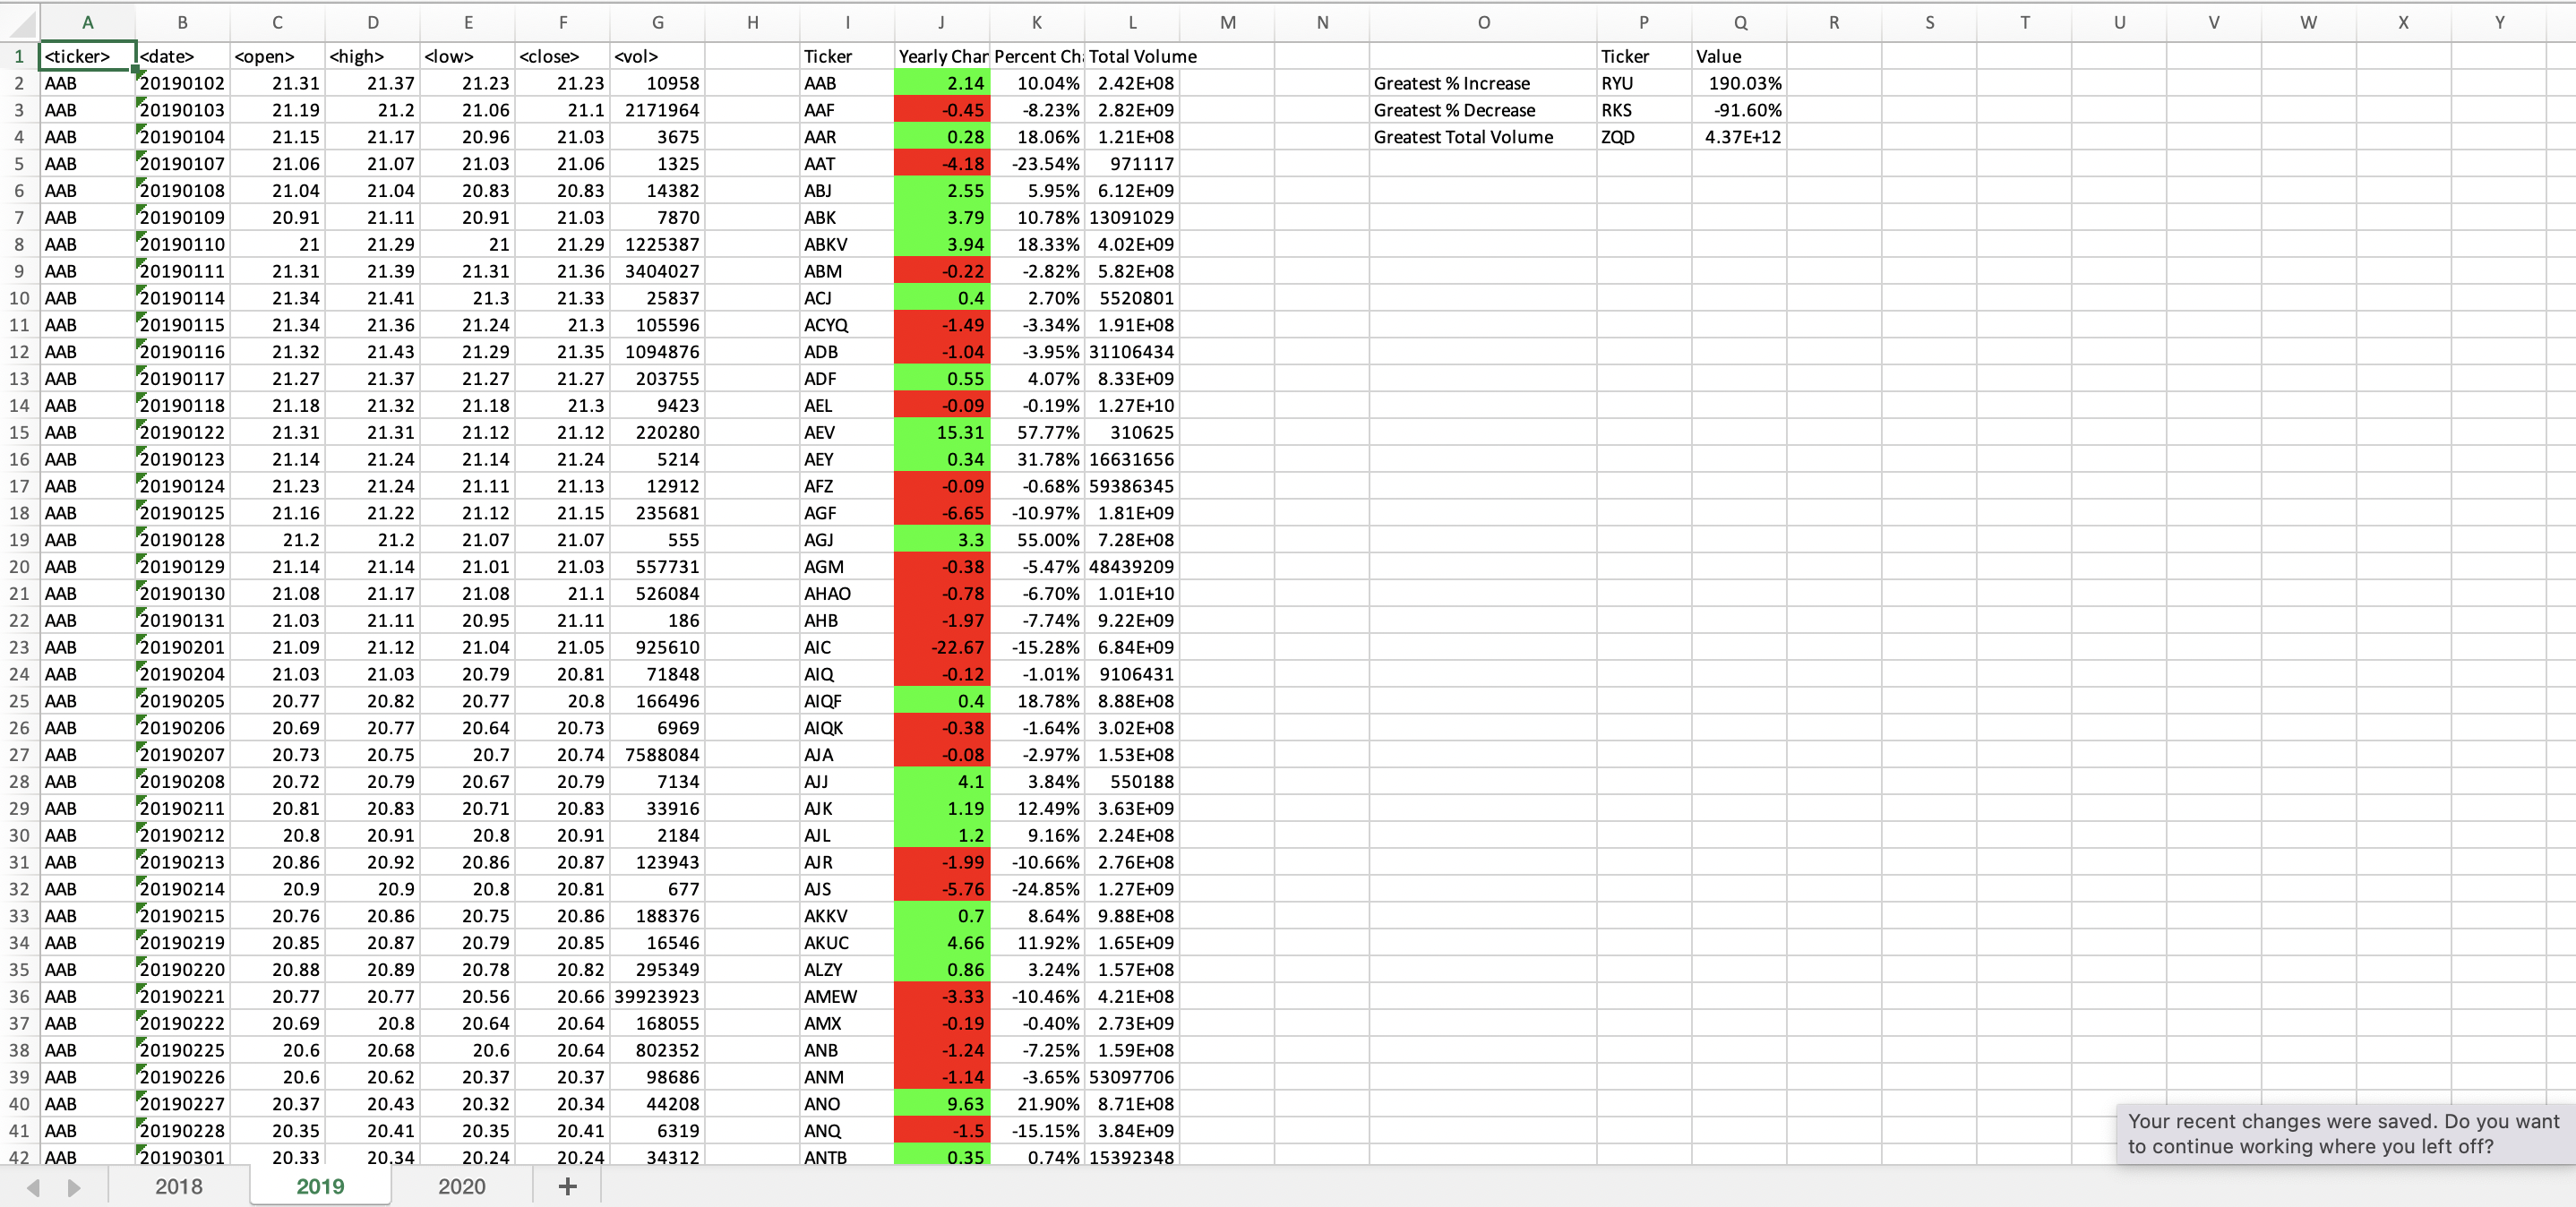 A B C D E F G H I J K L M N O P Q R S T U V W X Y
1 <ticker> <date> <open> <high> <low> <close> <vol> Ticker Yearly Chan Percent Ch Total Volume Ticker Value
2 AAB 20190102 21.31 21.37 21.23 21.23 10958 AAB 2.14 10.04% 2.42E+08 Greatest % Increase RYU 190.03%
3 AAB 20190103 21.19 21.2 21.06 21.1 2171964 AAF -0.45 -8.23% 2.82E+09 Greatest % Decrease RKS -91.60%
4 AAB 20190104 21.15 21.17 20.96 21.03 3675 AAR 0.28 18.06% 1.21E+08 Greatest Total Volume ZQD 4.37E+12
5 AAB 20190107 21.06 21.07 21.03 21.06 1325 AAT -4.18 -23.54% 971117
6 AAB 20190108 21.04 21.04 20.83 20.83 14382 ABJ 2.55 5.95% 6.12E+09
7 AAB 20190109 20.91 21.11 20.91 21.03 7870 ABK 3.79 10.78% 13091029
8 AAB 20190110 21 21.29 21 21.29 1225387 ABKV 3.94 18.33% 4.02E+09
9 AAB 20190111 21.31 21.39 21.31 21.36 3404027 ABM -0.22 -2.82% 5.82E+08
10 AAB 20190114 21.34 21.41 21.3 21.33 25837 ACJ 0.4 2.70% 5520801
11 AAB 20190115 21.34 21.36 21.24 21.3 105596 ACYQ -1.49 -3.34% 1.91E+08
12 AAB 20190116 21.32 21.43 21.29 21.35 1094876 ADB -1.04 -3.95% 31106434
13 AAB 20190117 21.27 21.37 21.27 21.27 203755 ADF 0.55 4.07% 8.33E+09
14 AAB 20190118 21.18 21.32 21.18 21.3 9423 AEL -0.09 -0.19% 1.27E+10
15 AAB 20190122 21.31 21.31 21.12 21.12 220280 AEV 15.31 57.77% 310625
16 AAB 20190123 21.14 21.24 21.14 21.24 5214 AEY 0.34 31.78% 16631656
17 AAB 20190124 21.23 21.24 21.11 21.13 12912 AFZ -0.09 -0.68% 59386345
18 AAB 20190125 21.16 21.22 21.12 21.15 235681 AGF -6.65 -10.97% 1.81E+09
19 AAB 20190128 21.2 21.2 21.07 21.07 555 AGJ 3.3 55.00% 7.28E+08
20 AAB 20190129 21.14 21.14 21.01 21.03 557731 AGM -0.38 -5.47% 48439209
21 AAB 20190130 21.08 21.17 21.08 21.1 526084 AHAO -0.78 -6.70% 1.01E+10
22 AAB 20190131 21.03 21.11 20.95 21.11 186 AHB -1.97 -7.74% 9.22E+09
23 AAB 20190201 21.09 21.12 21.04 21.05 925610 AIC -22.67 -15.28% 6.84E+09
24 AAB 20190204 21.03 21.03 20.79 20.81 71848 AIQ -0.12 -1.01% 9106431
25 AAB 20190205 20.77 20.82 20.77 20.8 166496 AIQF 0.4 18.78% 8.88E+08
26 AAB 20190206 20.69 20.77 20.64 20.73 6969 AIQK -0.38 -1.64% 3.02E+08
27 AAB 20190207 20.73 20.75 20.7 20.74 7588084 AJA -0.08 -2.97% 1.53E+08
28 AAB 20190208 20.72 20.79 20.67 20.79 7134 AJJ 4.1 3.84% 550188
29 AAB 20190211 20.81 20.83 20.71 20.83 33916 AJK 1.19 12.49% 3.63E+09
30 AAB 20190212 20.8 20.91 20.8 20.91 2184 AJL 1.2 9.16% 2.24E+08
31 AAB 20190213 20.86 20.92 20.86 20.87 123943 AJR -1.99 -10.66% 2.76E+08
32 AAB 20190214 20.9 20.9 20.8 20.81 677 AJS -5.76 -24.85% 1.27E+09
33 AAB 20190215 20.76 20.86 20.75 20.86 188376 AKKV 0.7 8.64% 9.88E+08
34 AAB 20190219 20.85 20.87 20.79 20.85 16546 AKUC 4.66 11.92% 1.65E+09
35 AAB 20190220 20.88 20.89 20.78 20.82 295349 ALZY 0.86 3.24% 1.57E+08
36 AAB 20190221 20.77 20.77 20.56 20.66 39923923 AMEW -3.33 -10.46% 4.21E+08
37 AAB 20190222 20.69 20.8 20.64 20.64 168055 AMX -0.19 -0.40% 2.73E+09
38 AAB 20190225 20.6 20.68 20.6 20.64 802352 ANB -1.24 -7.25% 1.59E+08
39 AAB 20190226 20.6 20.62 20.37 20.37 98686 ANM -1.14 -3.65% 53097706
40 AAB 20190227 20.37 20.43 20.32 20.34 44208 ANO 9.63 21.90% 8.71E+08
41 AAB 20190228 20.35 20.41 20.35 20.41 6319 ANQ -1.5 -15.15% 3.84E+09
42 AAB 20190301 20.33 20.34 20.24 20.24 34312 ANTB 0.35 0.74% 15392348
Your recent changes were saved. Do you want
to continue working where you left off?
2018 2019 2020 +